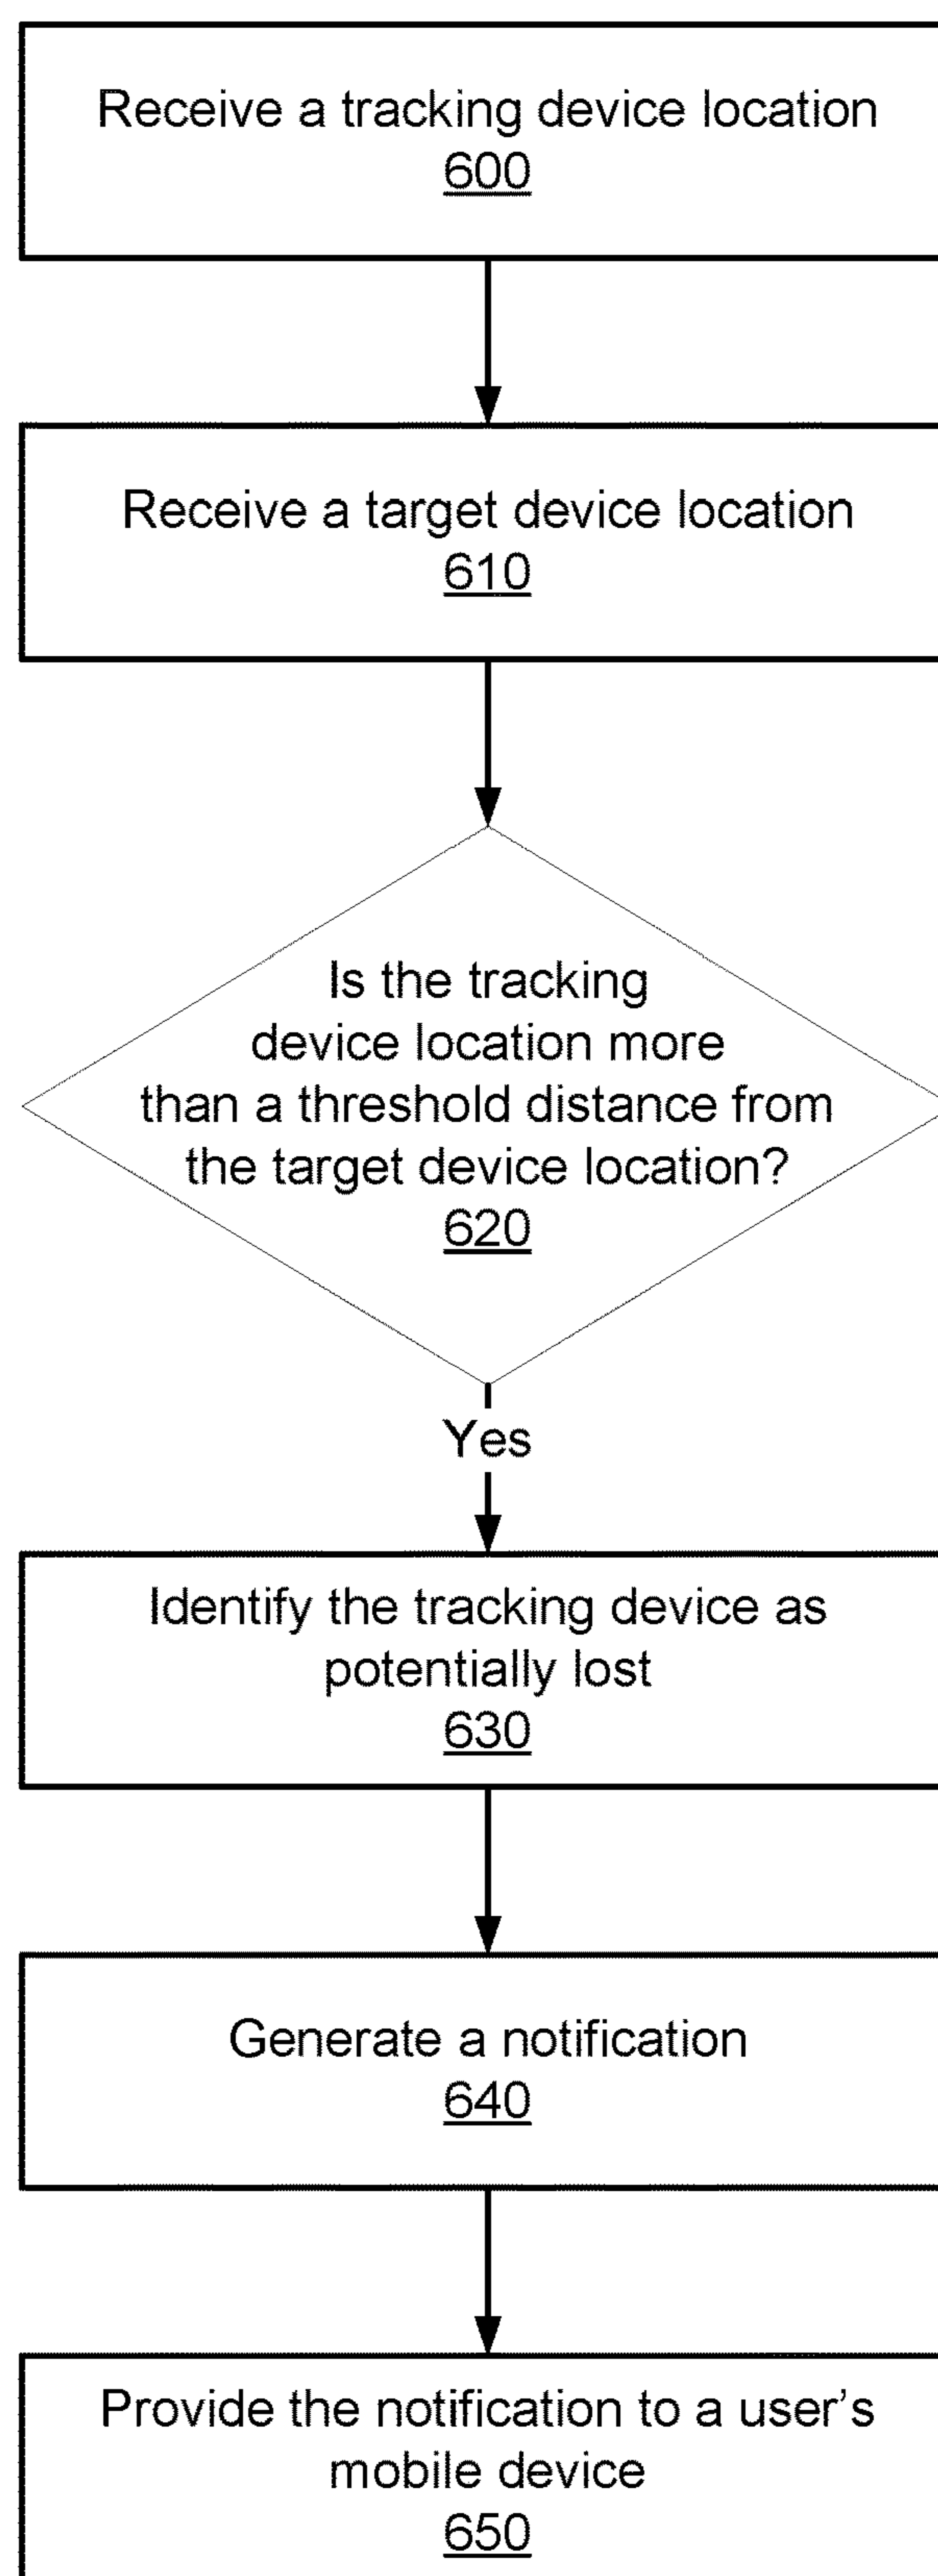 Receive a tracking device location
600
Receive a target device location
610
Is the tracking
device location more
than a threshold distance from
the target device location?
620
Yes
Identify the tracking device as
potentially lost
630
Generate a notification
640
Provide the notification to a user’s
mobile device
650